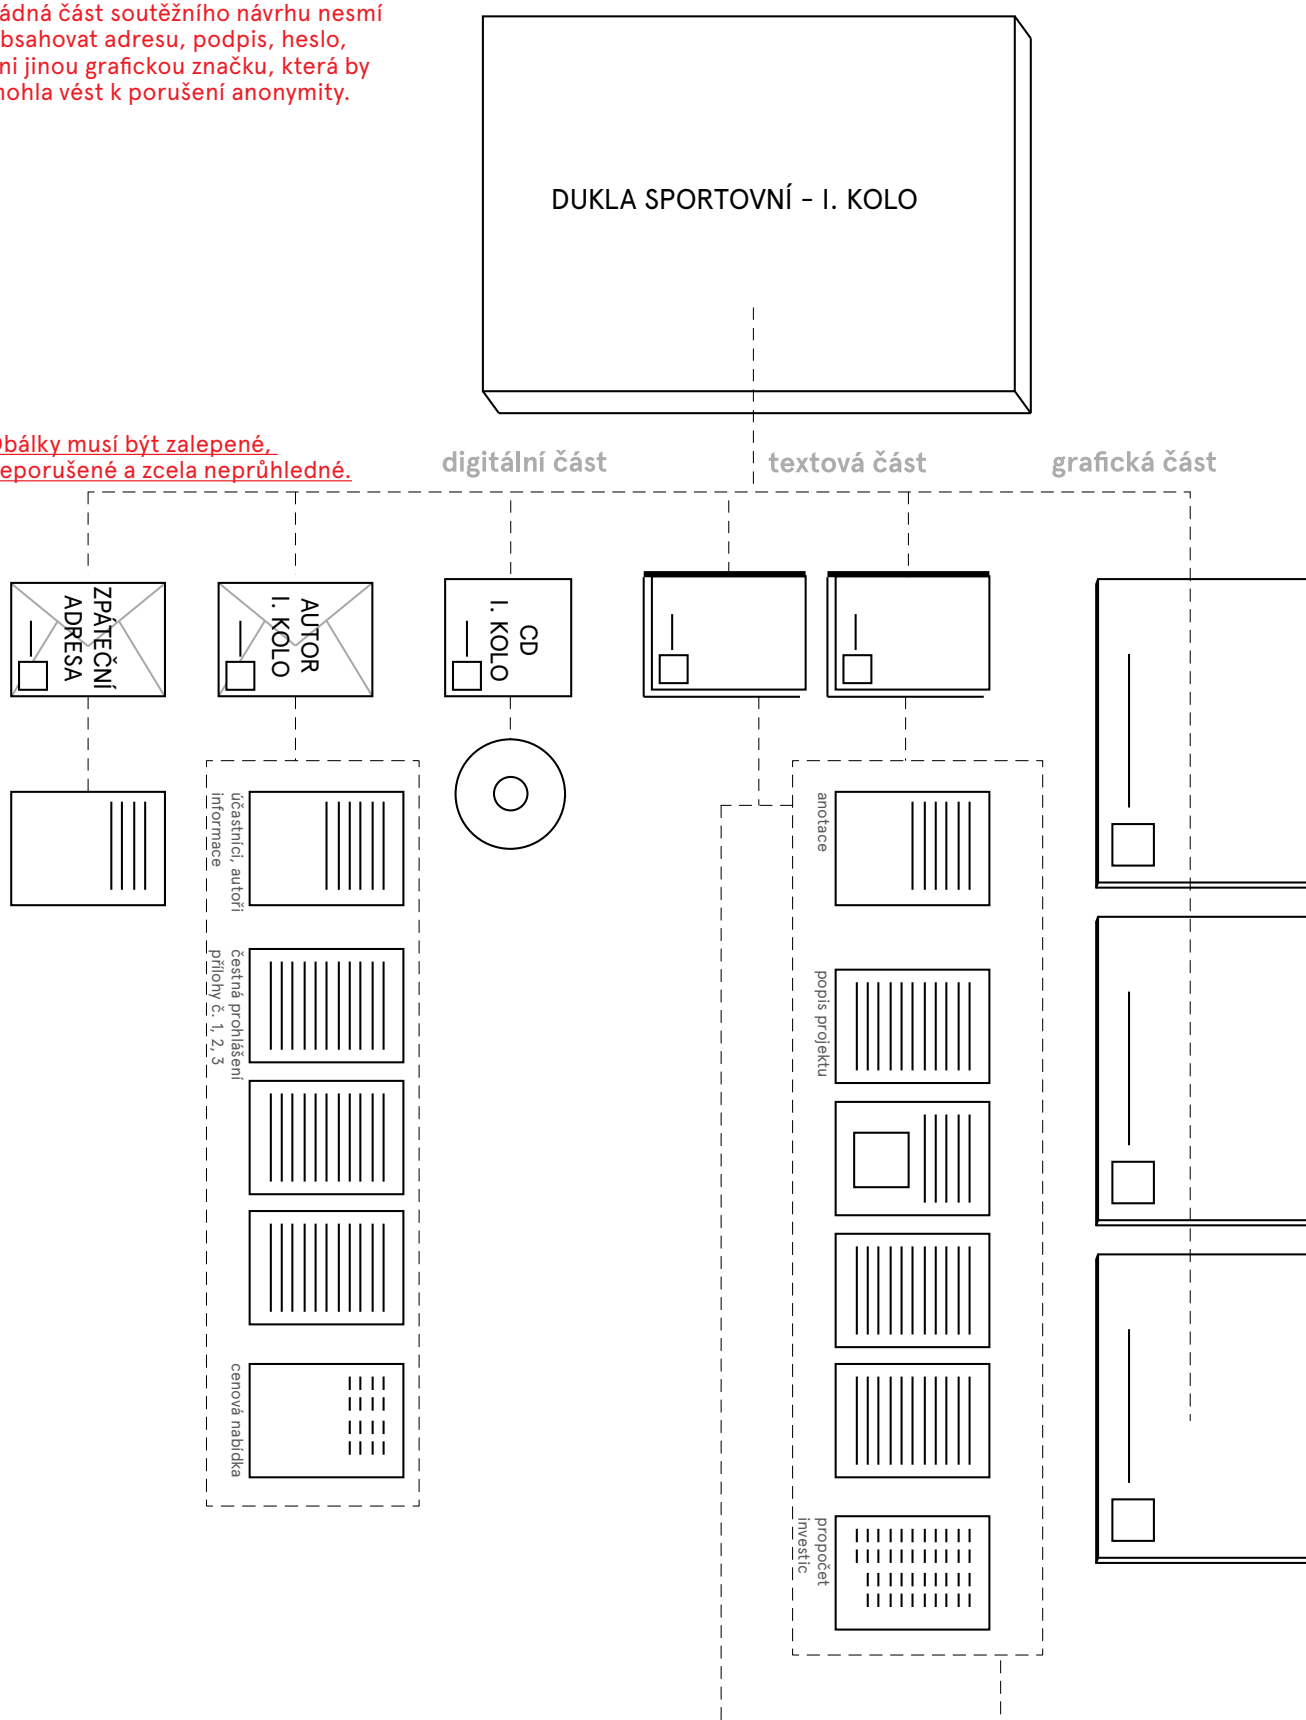 ádná část soutěžního návrhu nesmí
bsahovat adresu, podpis, heslo,
ni jinou grafickou značku, která by
mohla vést k porušení anonymity.
DUKLA SPORTOVNÍ - I. KOLO
Obálky musí být zalepené,
eporušené a zcela neprůhledné.
digitální část
textová část
grafická část
ZPÁTEČNÍ
ADRESA
AUTOR
I. KOLO
CD
I. KOLO
účastníci, autoři
informace
čestná prohlášení
přílohy č. 1, 2, 3
cenová nabídka
anotace
popis projektu
propočet
investic